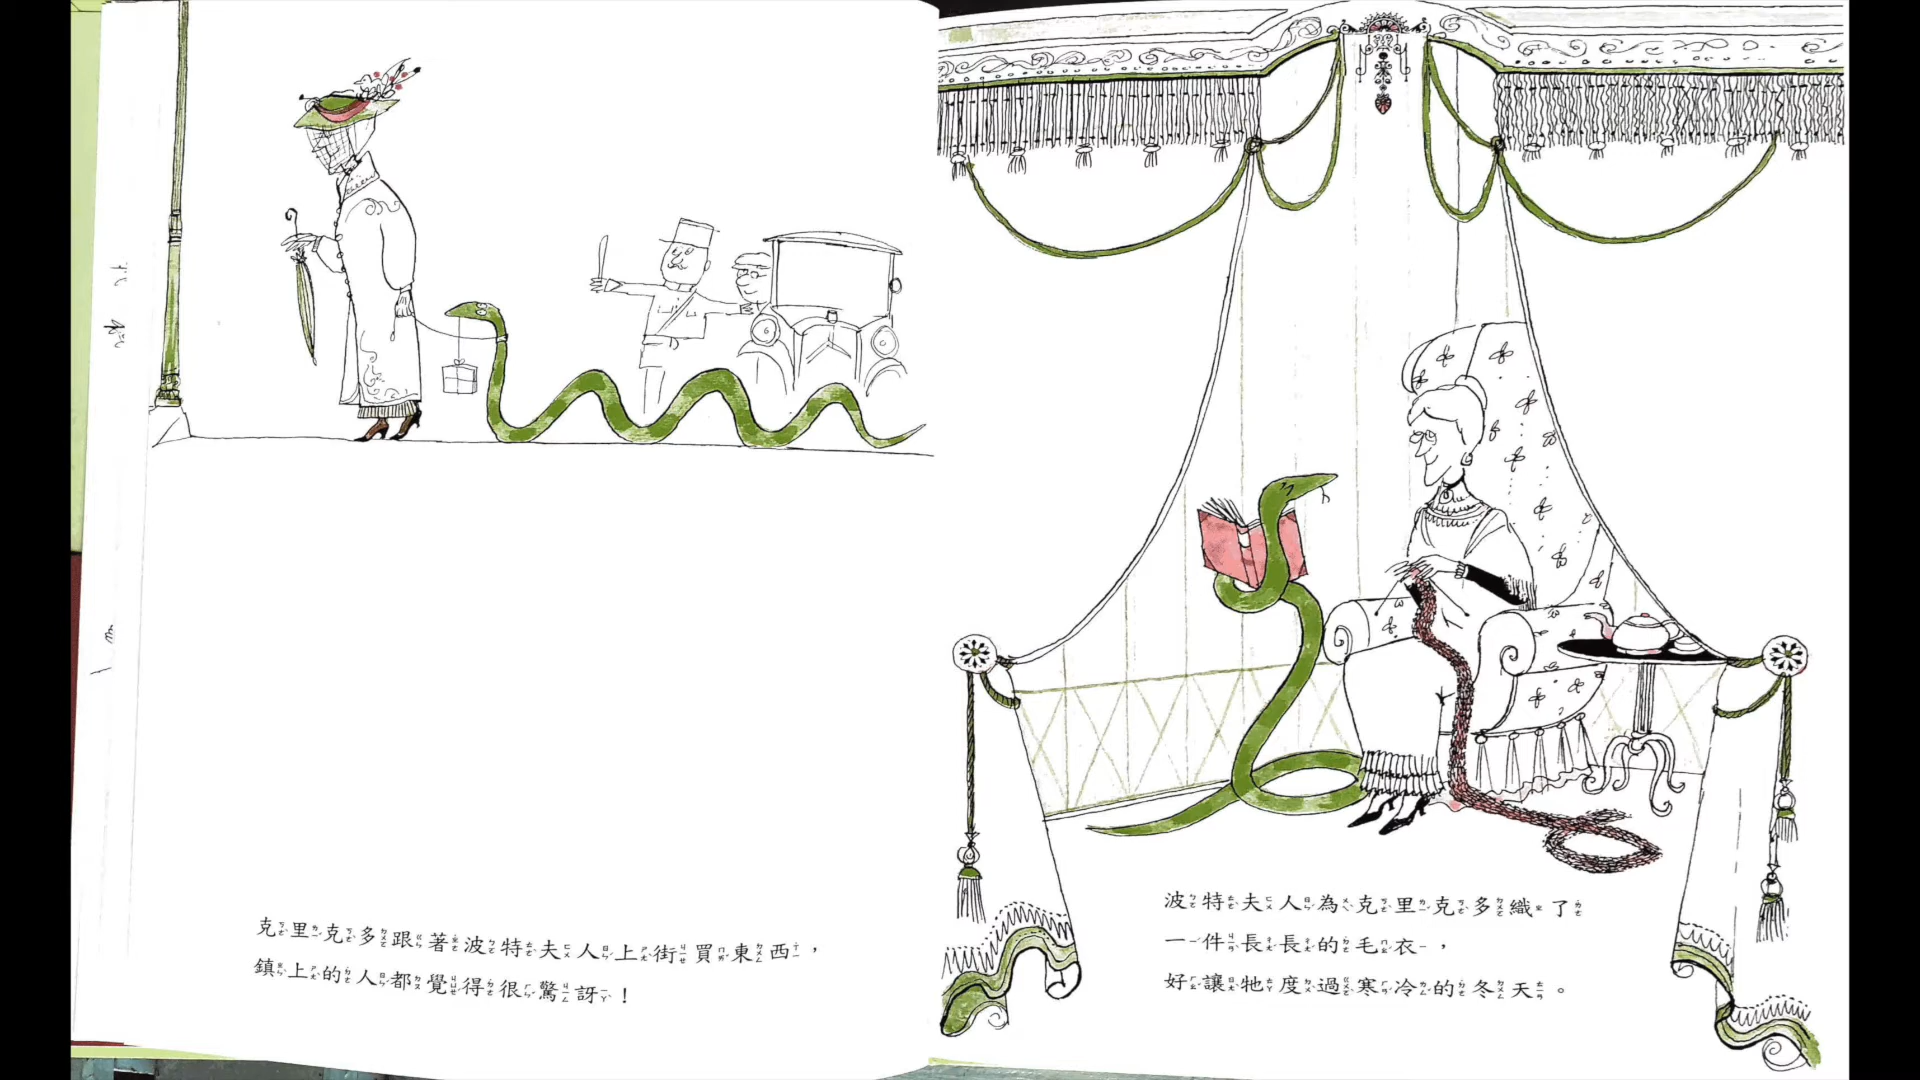 克里克多跟著波特夫人上街買東西，
鎮上的人都覺得很驚訝！
波特夫人為克里克多織了
一件長長的毛衣，
好讓牠度過寒冷的冬天。